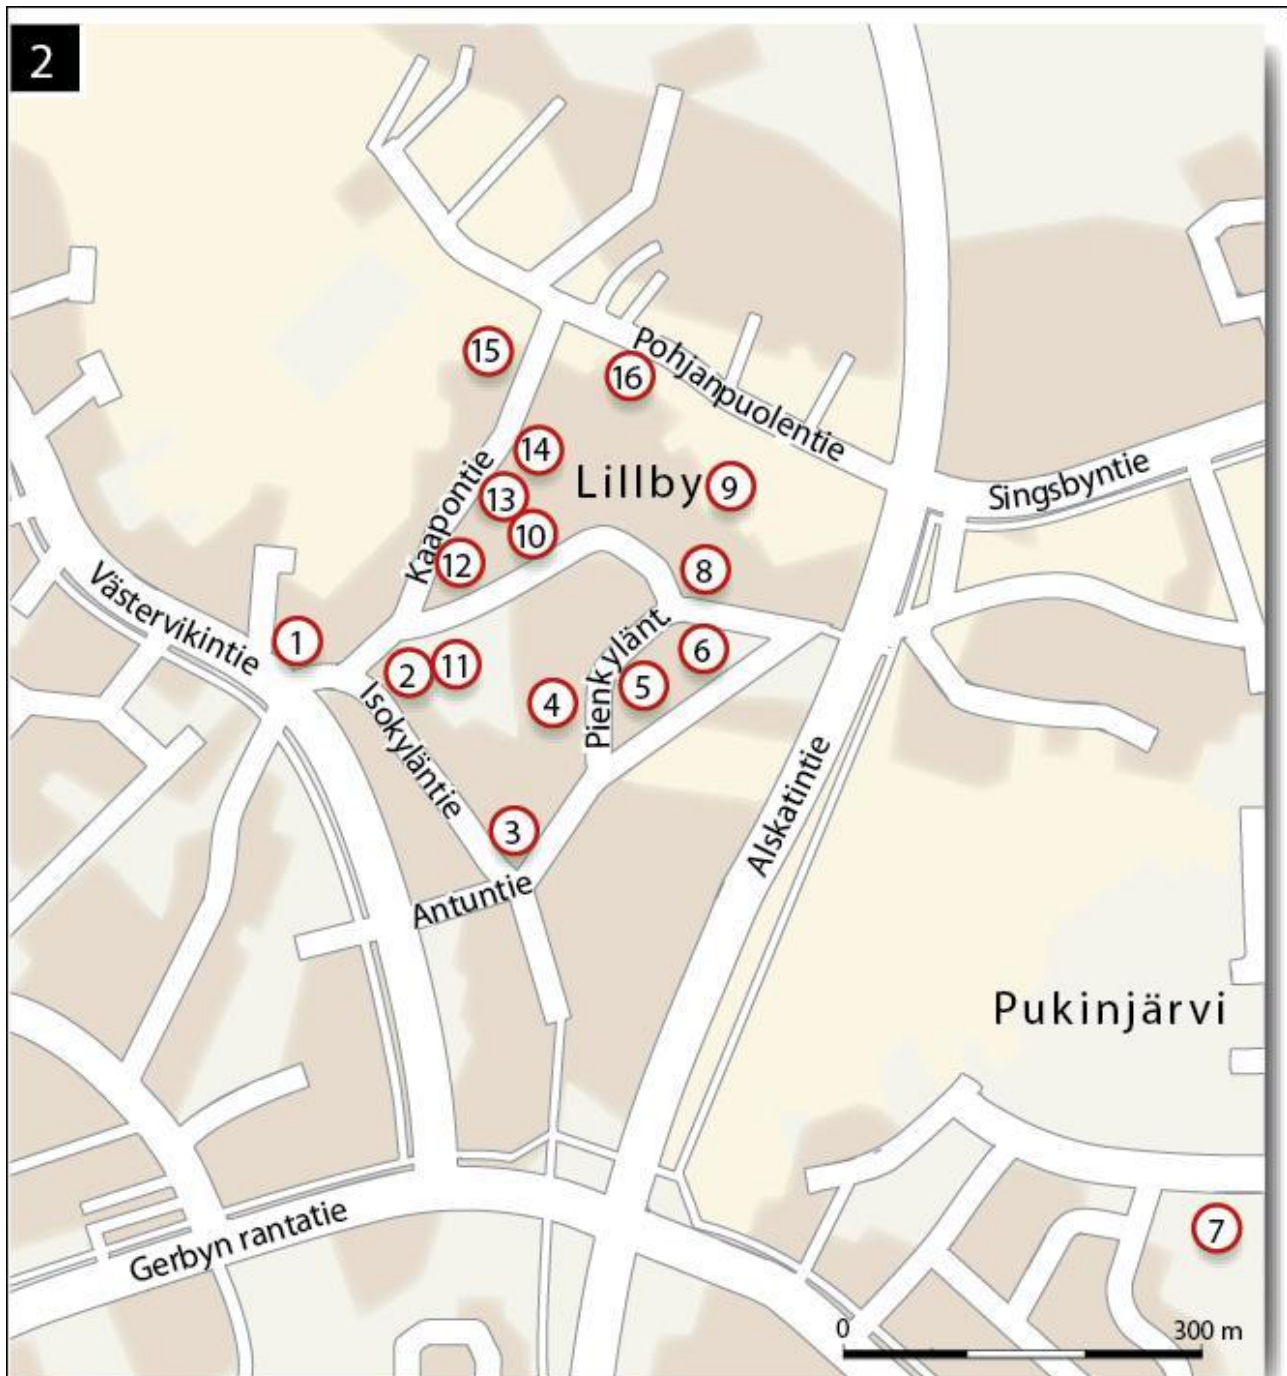 2
15
16
Pohjanpuolentie
14
Lillby
9
Singsbyntie
13
Kaapontie
10
12
8
Västervikintie
1
2
11
6
5
4
Pienkylänt.
Isokyläntie
3
Alskatintie
Antuntie
Pukinjärvi
7
Gerbyn rantatie
0
300 m